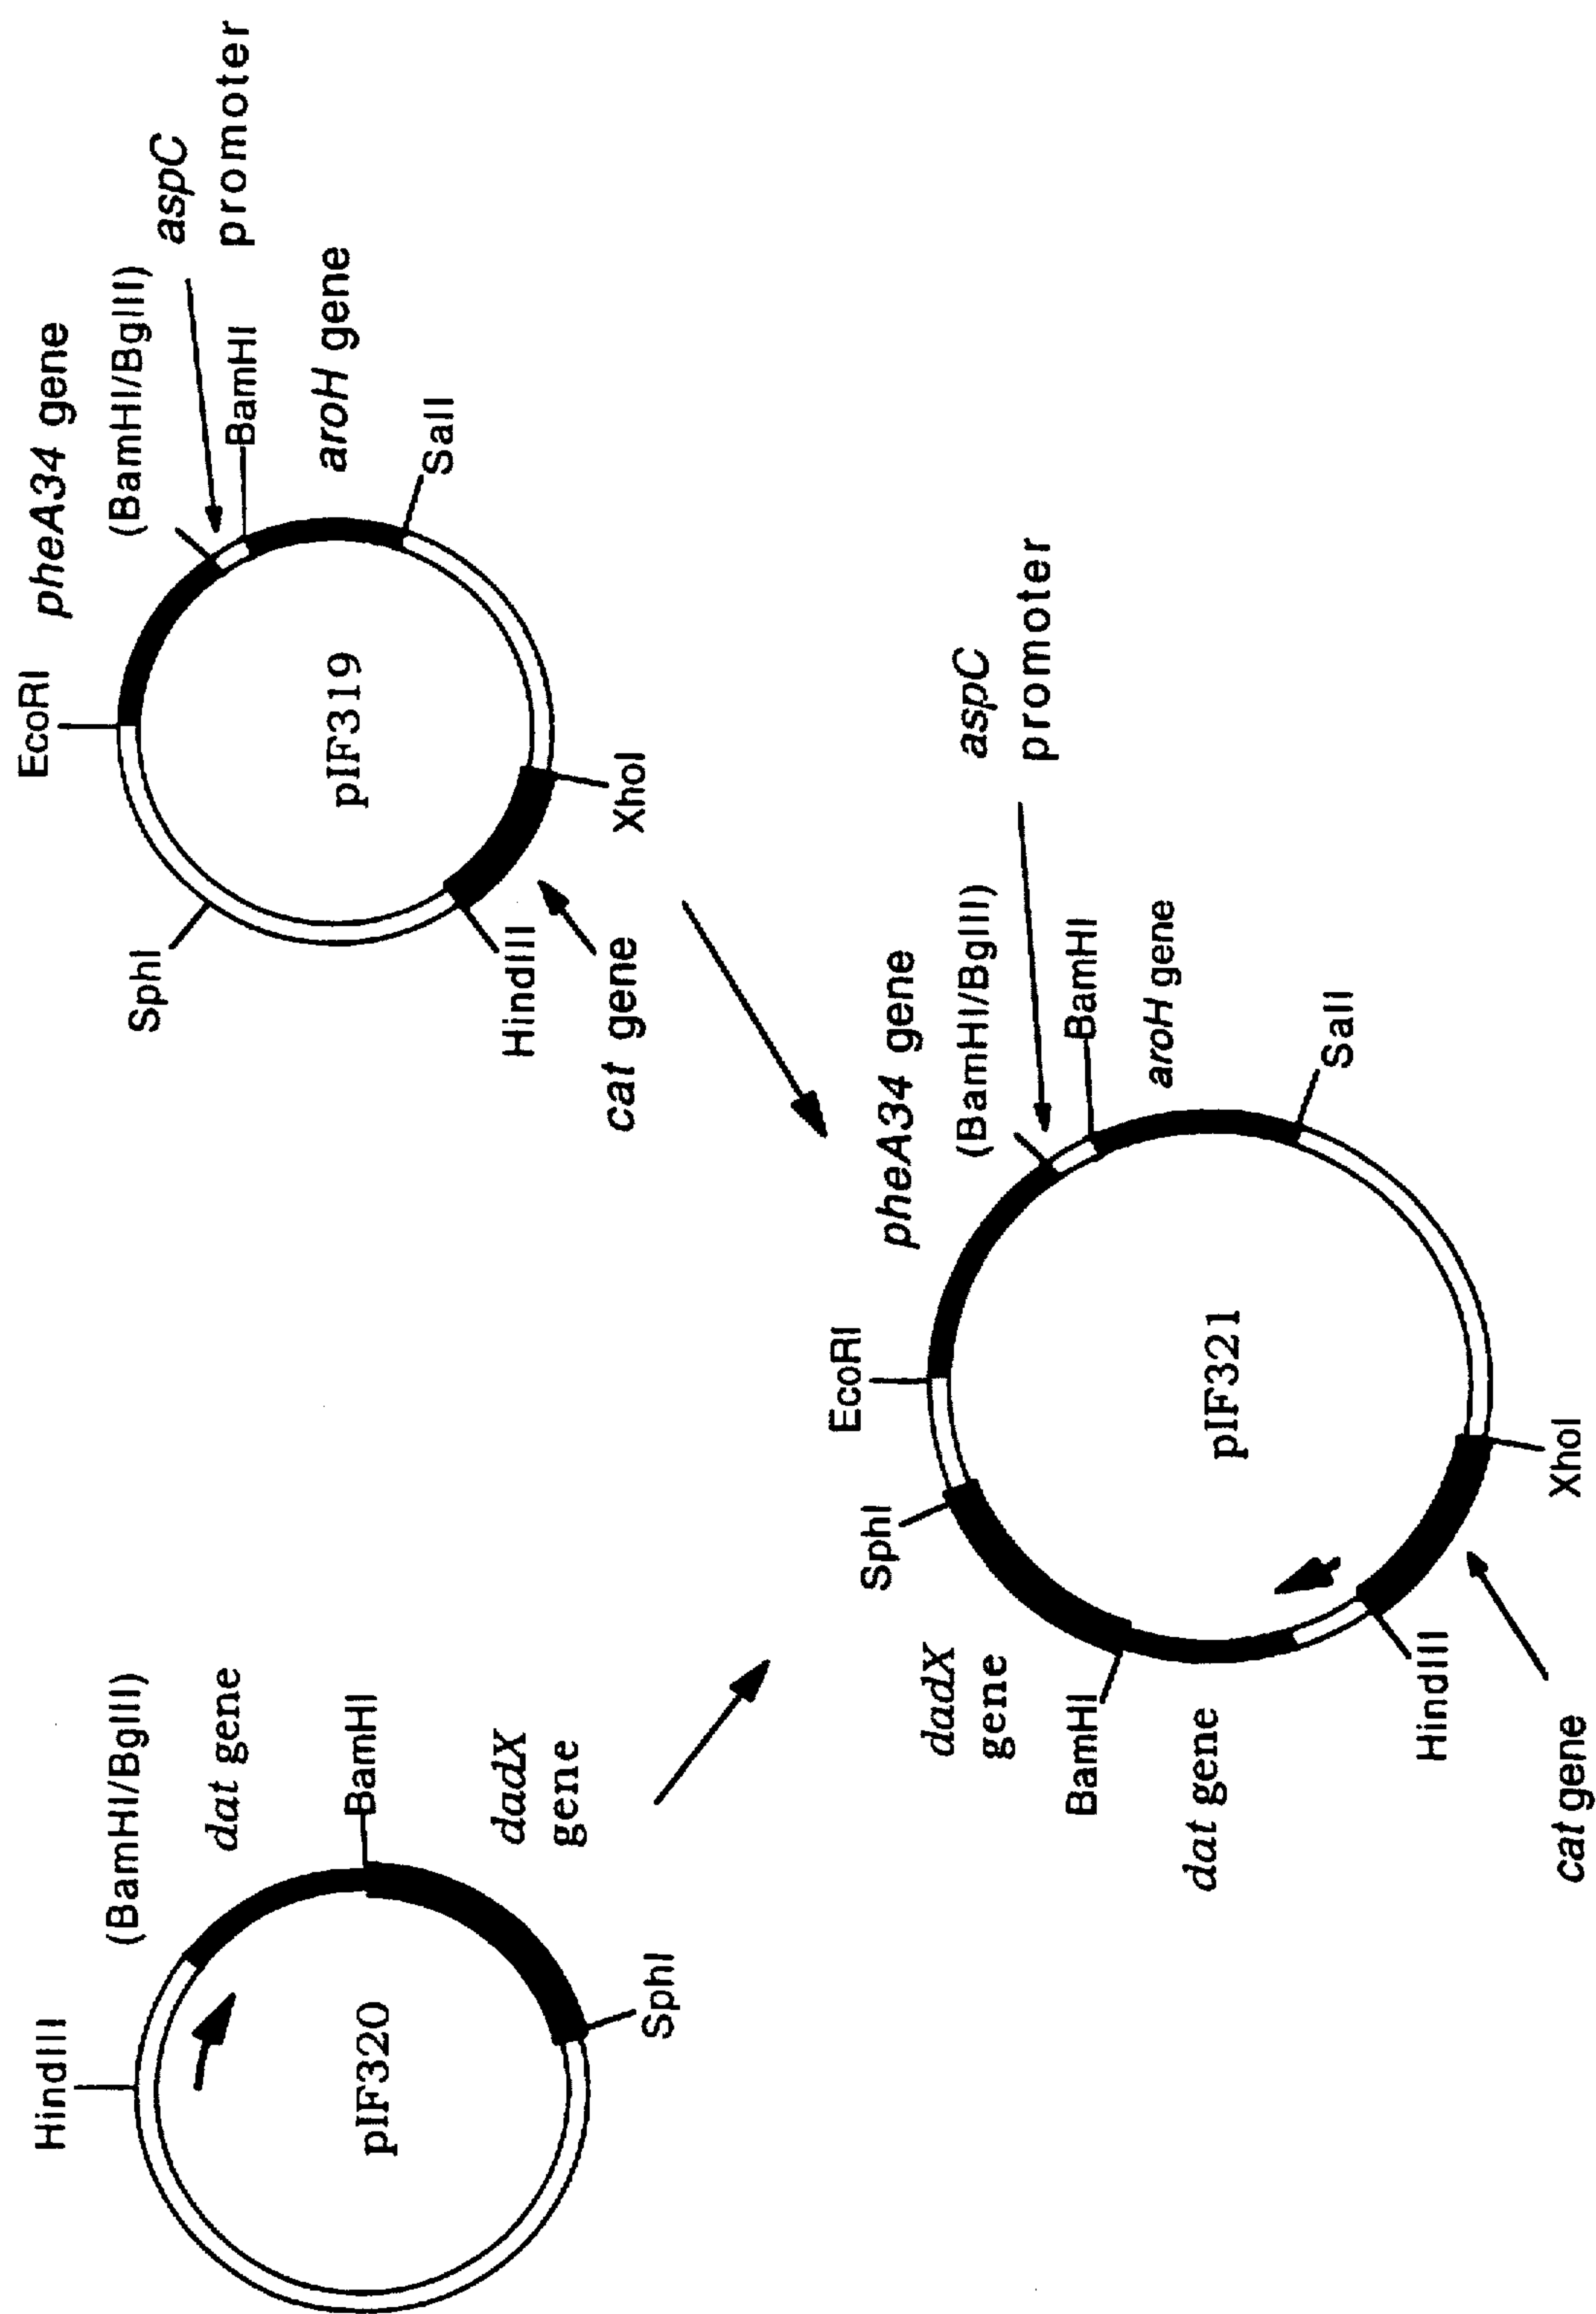 HindIII
(BamHI/BglII)
dat gene
BamHI
dadX
gene
SphI
pIF320
EcoRI
pheA34 gene
(BamHI/BglII)
aspC
promoter
BamHI
aroH gene
SalI
XhoI
cat gene
HindIII
SphI
pIF319
EcoRI
pheA34 gene
(BamHI/BglII)
aspC
promoter
BamHI
aroH gene
SalI
XhoI
cat gene
HindIII
dat gene
BamHI
dadX
gene
SphI
pIF321